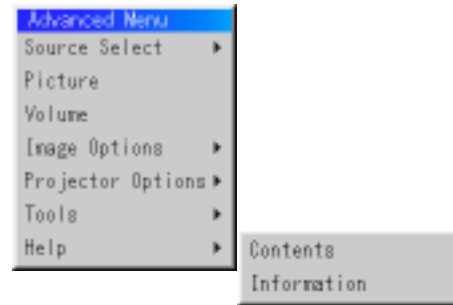 Advanced Menu
Source Select
Picture
Volume
Image Options
Projector Options
Tools
Help
Contents
Information